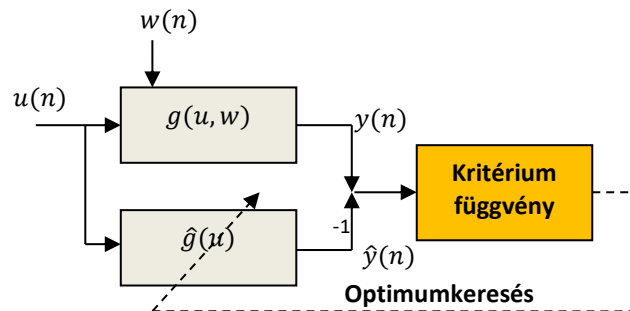 w(n)
u(n)
g(u, w)
y(n)
Kritérium
függvény
ĝ(u)
-1
ŷ(n)
Optimumkeresés